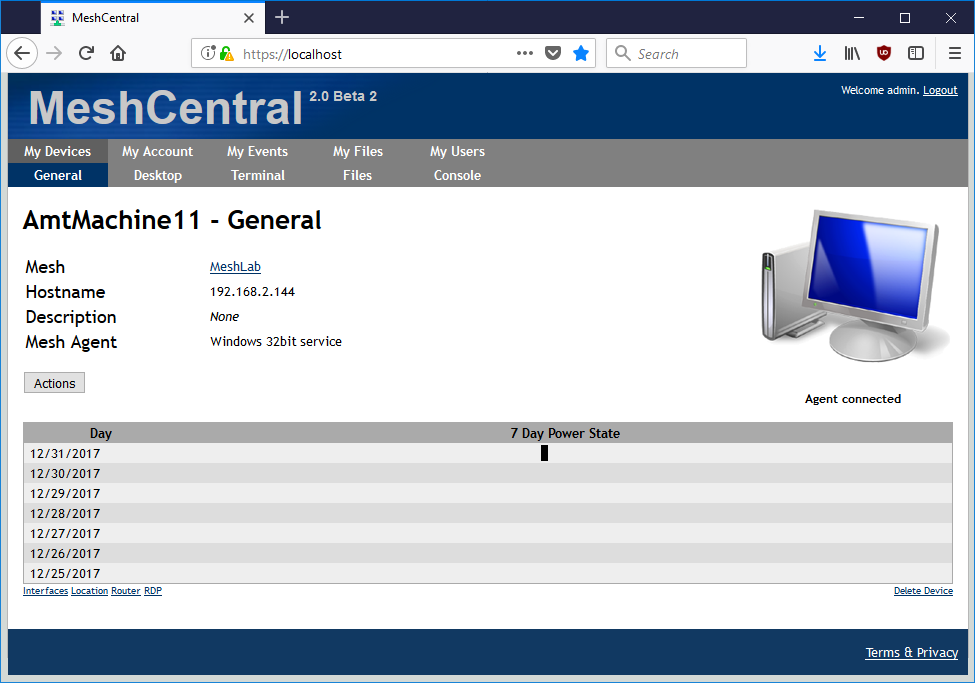 MeshCentral
https://localhost
Search
MeshCentral 2.0 Beta 2
Welcome admin. Logout
My Devices My Account My Events My Files My Users
General Desktop Terminal Files Console
AmtMachine11 - General
Mesh MeshLab
Hostname 192.168.2.144
Description None
Mesh Agent Windows 32bit service
Actions
Agent connected
Day 7 Day Power State
12/31/2017
12/30/2017
12/29/2017
12/28/2017
12/27/2017
12/26/2017
12/25/2017
Interfaces Location Router RDP Delete Device
Terms & Privacy